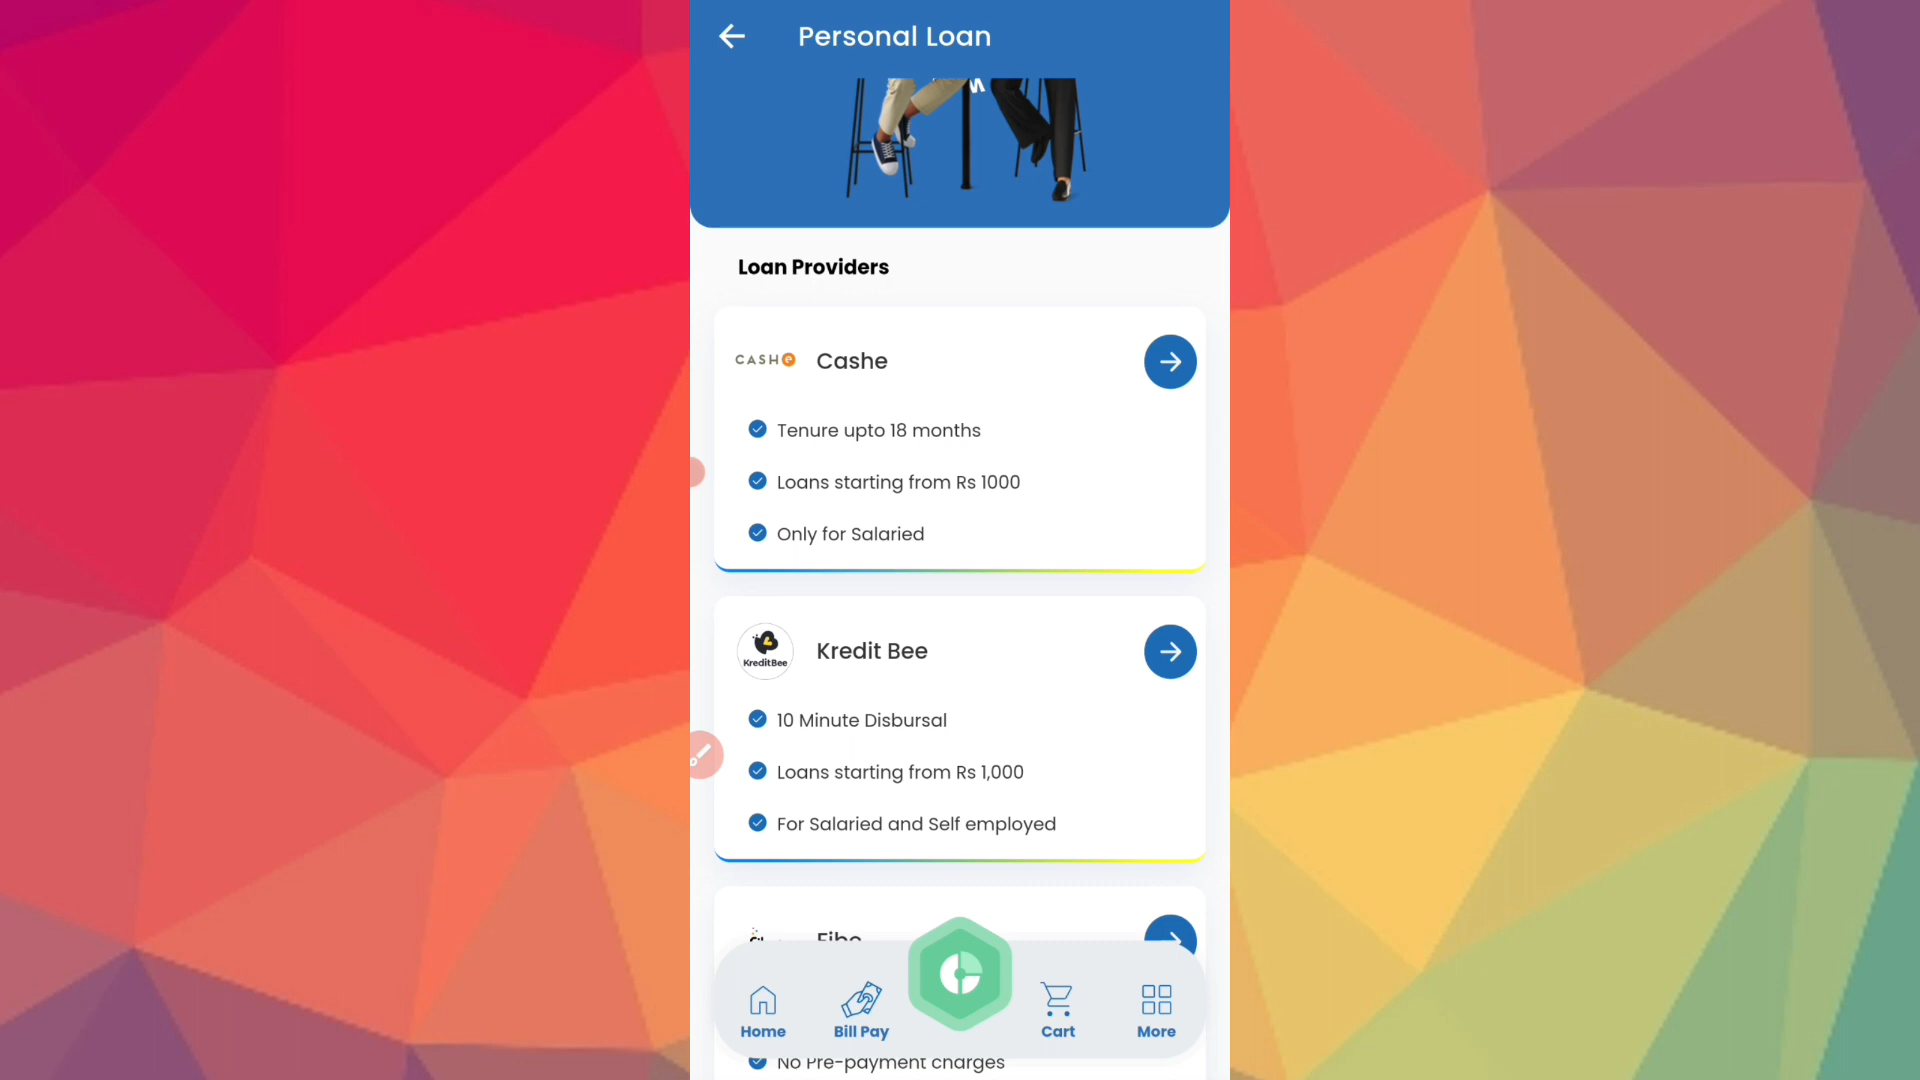 Personal Loan
Loan Providers
CASHe Cashe
Tenure upto 18 months
Loans starting from Rs 1000
Only for Salaried
KreditBee Kredit Bee
10 Minute Disbursal
Loans starting from Rs 1,000
For Salaried and Self employed
Home Bill Pay Cart More
No Pre-payment charges